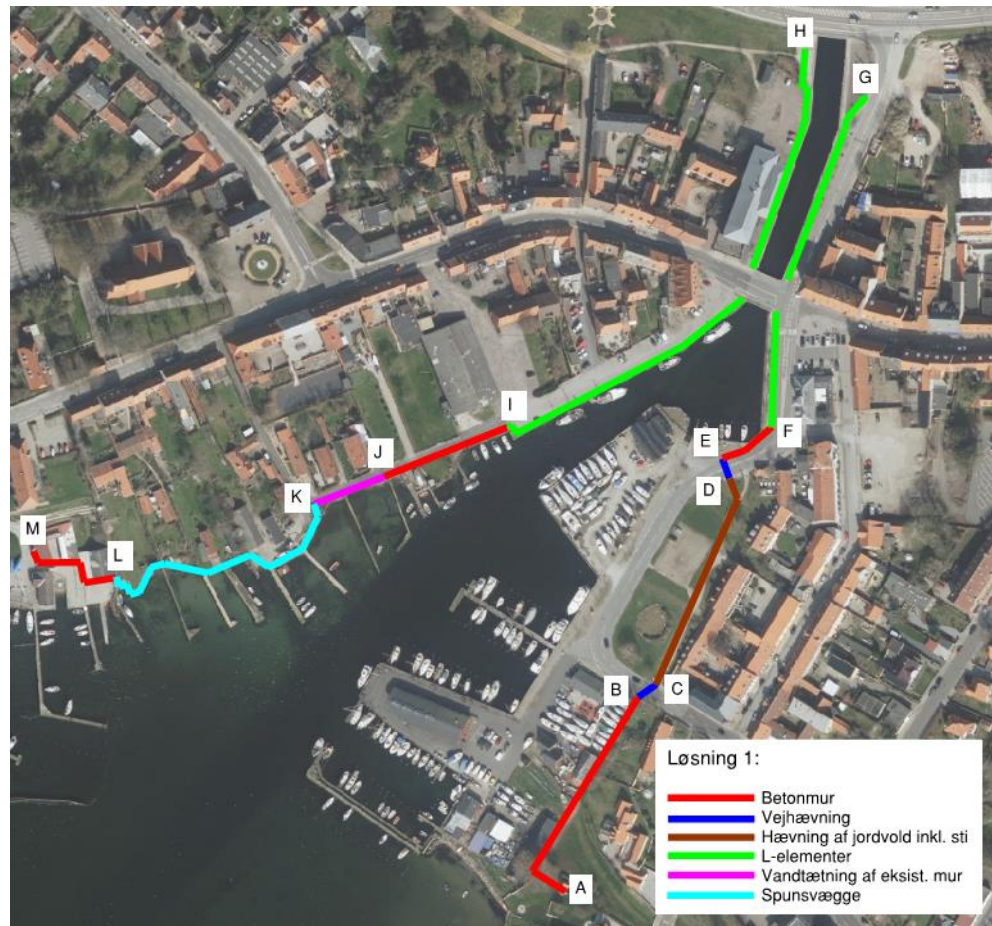 H
G
I
F
E
J
D
K
M
L
B
C
A
Løsning 1:
Betonmur
Vejhævning
Hævning af jordvold inkl. sti
L-elementer
Vandtætning af eksist. mur
Spunsvægge